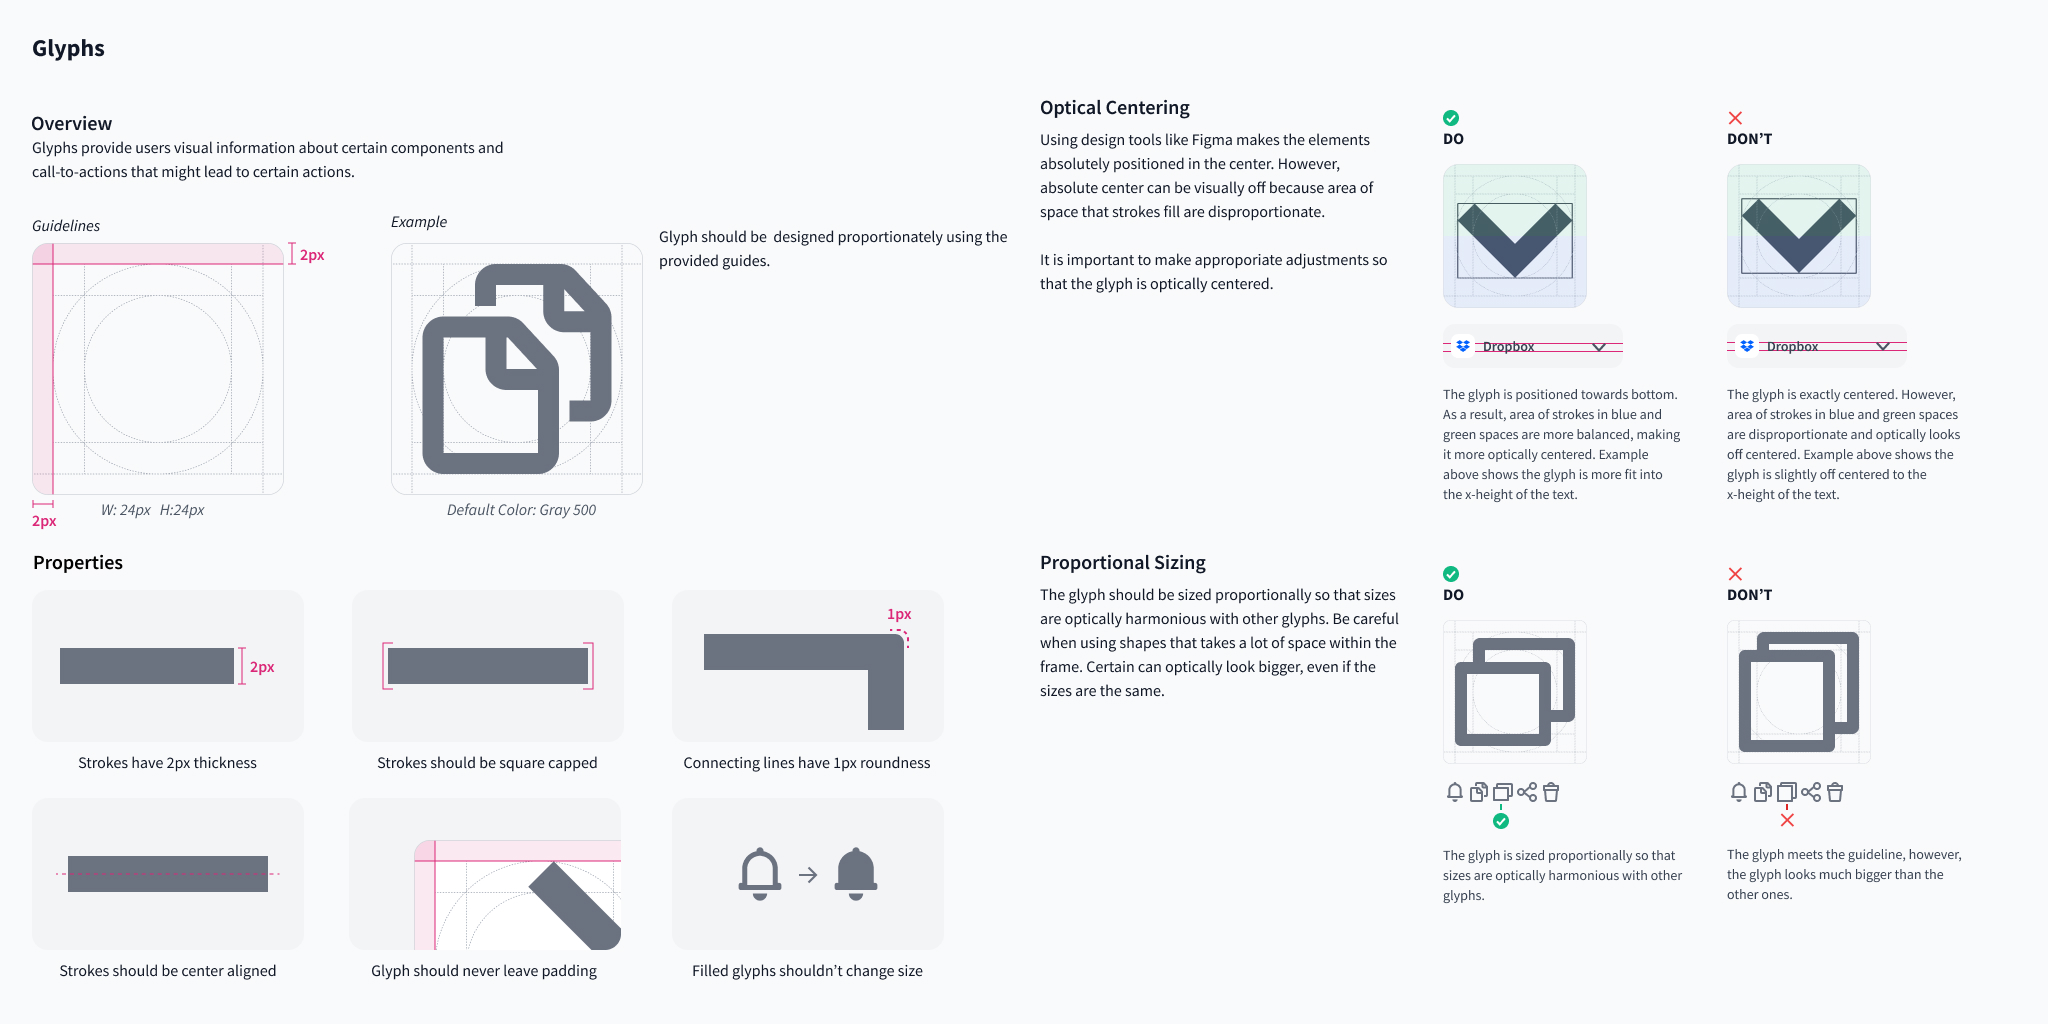 Glyphs
Overview
Glyphs provide users visual information about certain components and
call-to-actions that might lead to certain actions.
Guidelines
2px
2px
W: 24px H:24px
Example
Default Color: Gray 500
Glyph should be designed proportionately using the
provided guides.
Properties
2px
Strokes have 2px thickness
Strokes should be square capped
1px
Connecting lines have 1px roundness
Strokes should be center aligned
Glyph should never leave padding
Filled glyphs shouldn’t change size
Optical Centering
Using design tools like Figma makes the elements
absolutely positioned in the center. However,
absolute center can be visually off because area of
space that strokes fill are disproportionate.
It is important to make approporiate adjustments so
that the glyph is optically centered.
DO
Dropbox
The glyph is positioned towards bottom.
As a result, area of strokes in blue and
green spaces are more balanced, making
it more optically centered. Example
above shows the glyph is more fit into
the x-height of the text.
DON’T
Dropbox
The glyph is exactly centered. However,
area of strokes in blue and green spaces
are disproportionate and optically looks
off centered. Example above shows the
glyph is slightly off centered to the
x-height of the text.
Proportional Sizing
The glyph should be sized proportionally so that sizes
are optically harmonious with other glyphs. Be careful
when using shapes that takes a lot of space within the
frame. Certain can optically look bigger, even if the
sizes are the same.
DO
The glyph is sized proportionally so that
sizes are optically harmonious with other
glyphs.
DON’T
The glyph meets the guideline, however,
the glyph looks much bigger than the
other ones.